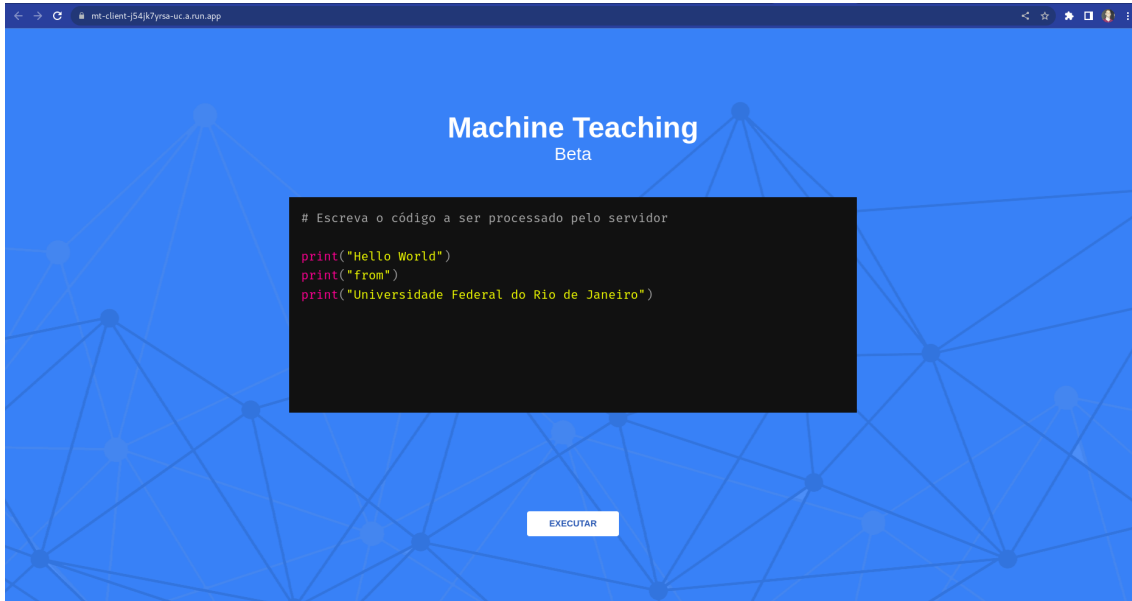 mt-client-j54jk7yrsa-uc.a.run.app
Machine Teaching
Beta
# Escreva o código a ser processado pelo servidor
print("Hello World")
print("from")
print("Universidade Federal do Rio de Janeiro")
EXECUTAR